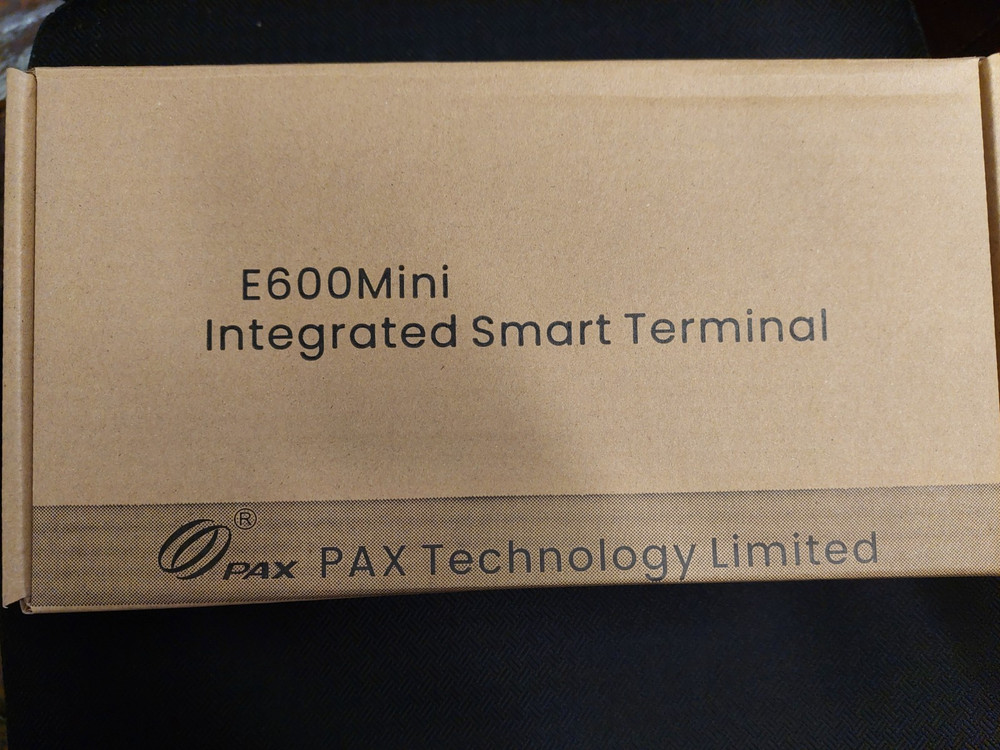 E600Mini
Integrated Smart Terminal
PAX® PAX Technology Limited